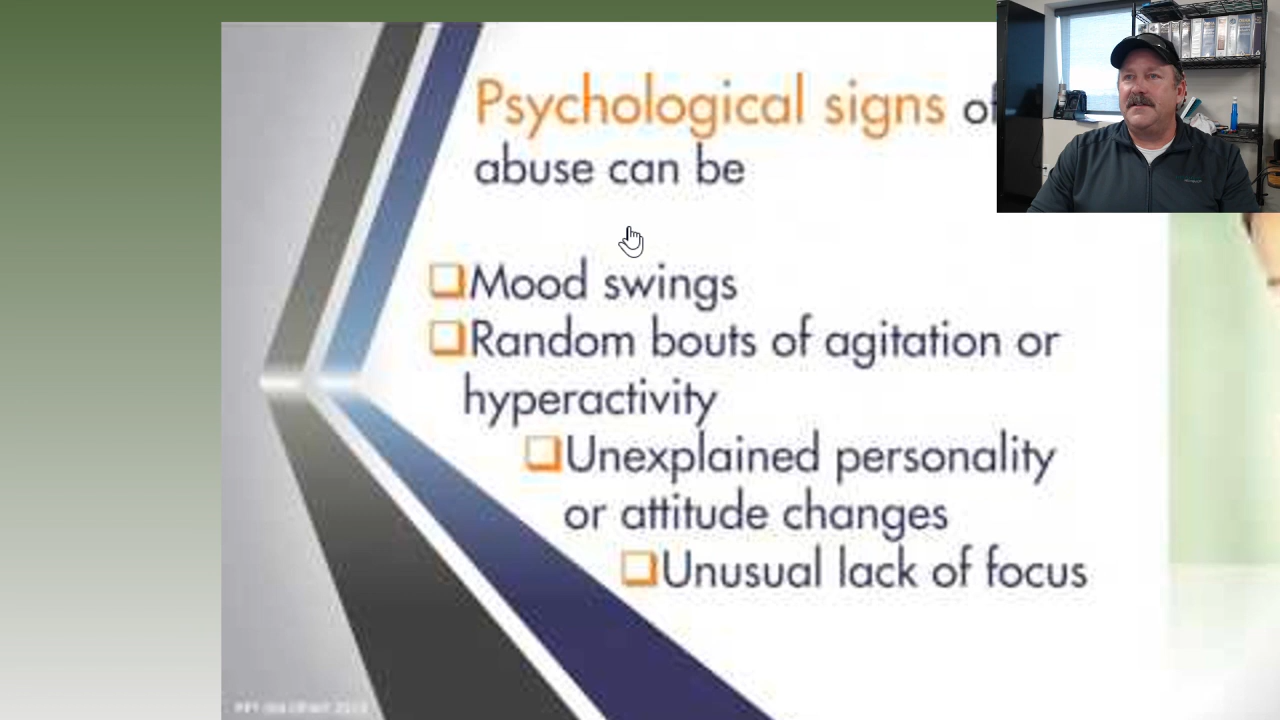 Psychological signs of
abuse can be
Mood swings
Random bouts of agitation or
hyperactivity
Unexplained personality
or attitude changes
Unusual lack of focus